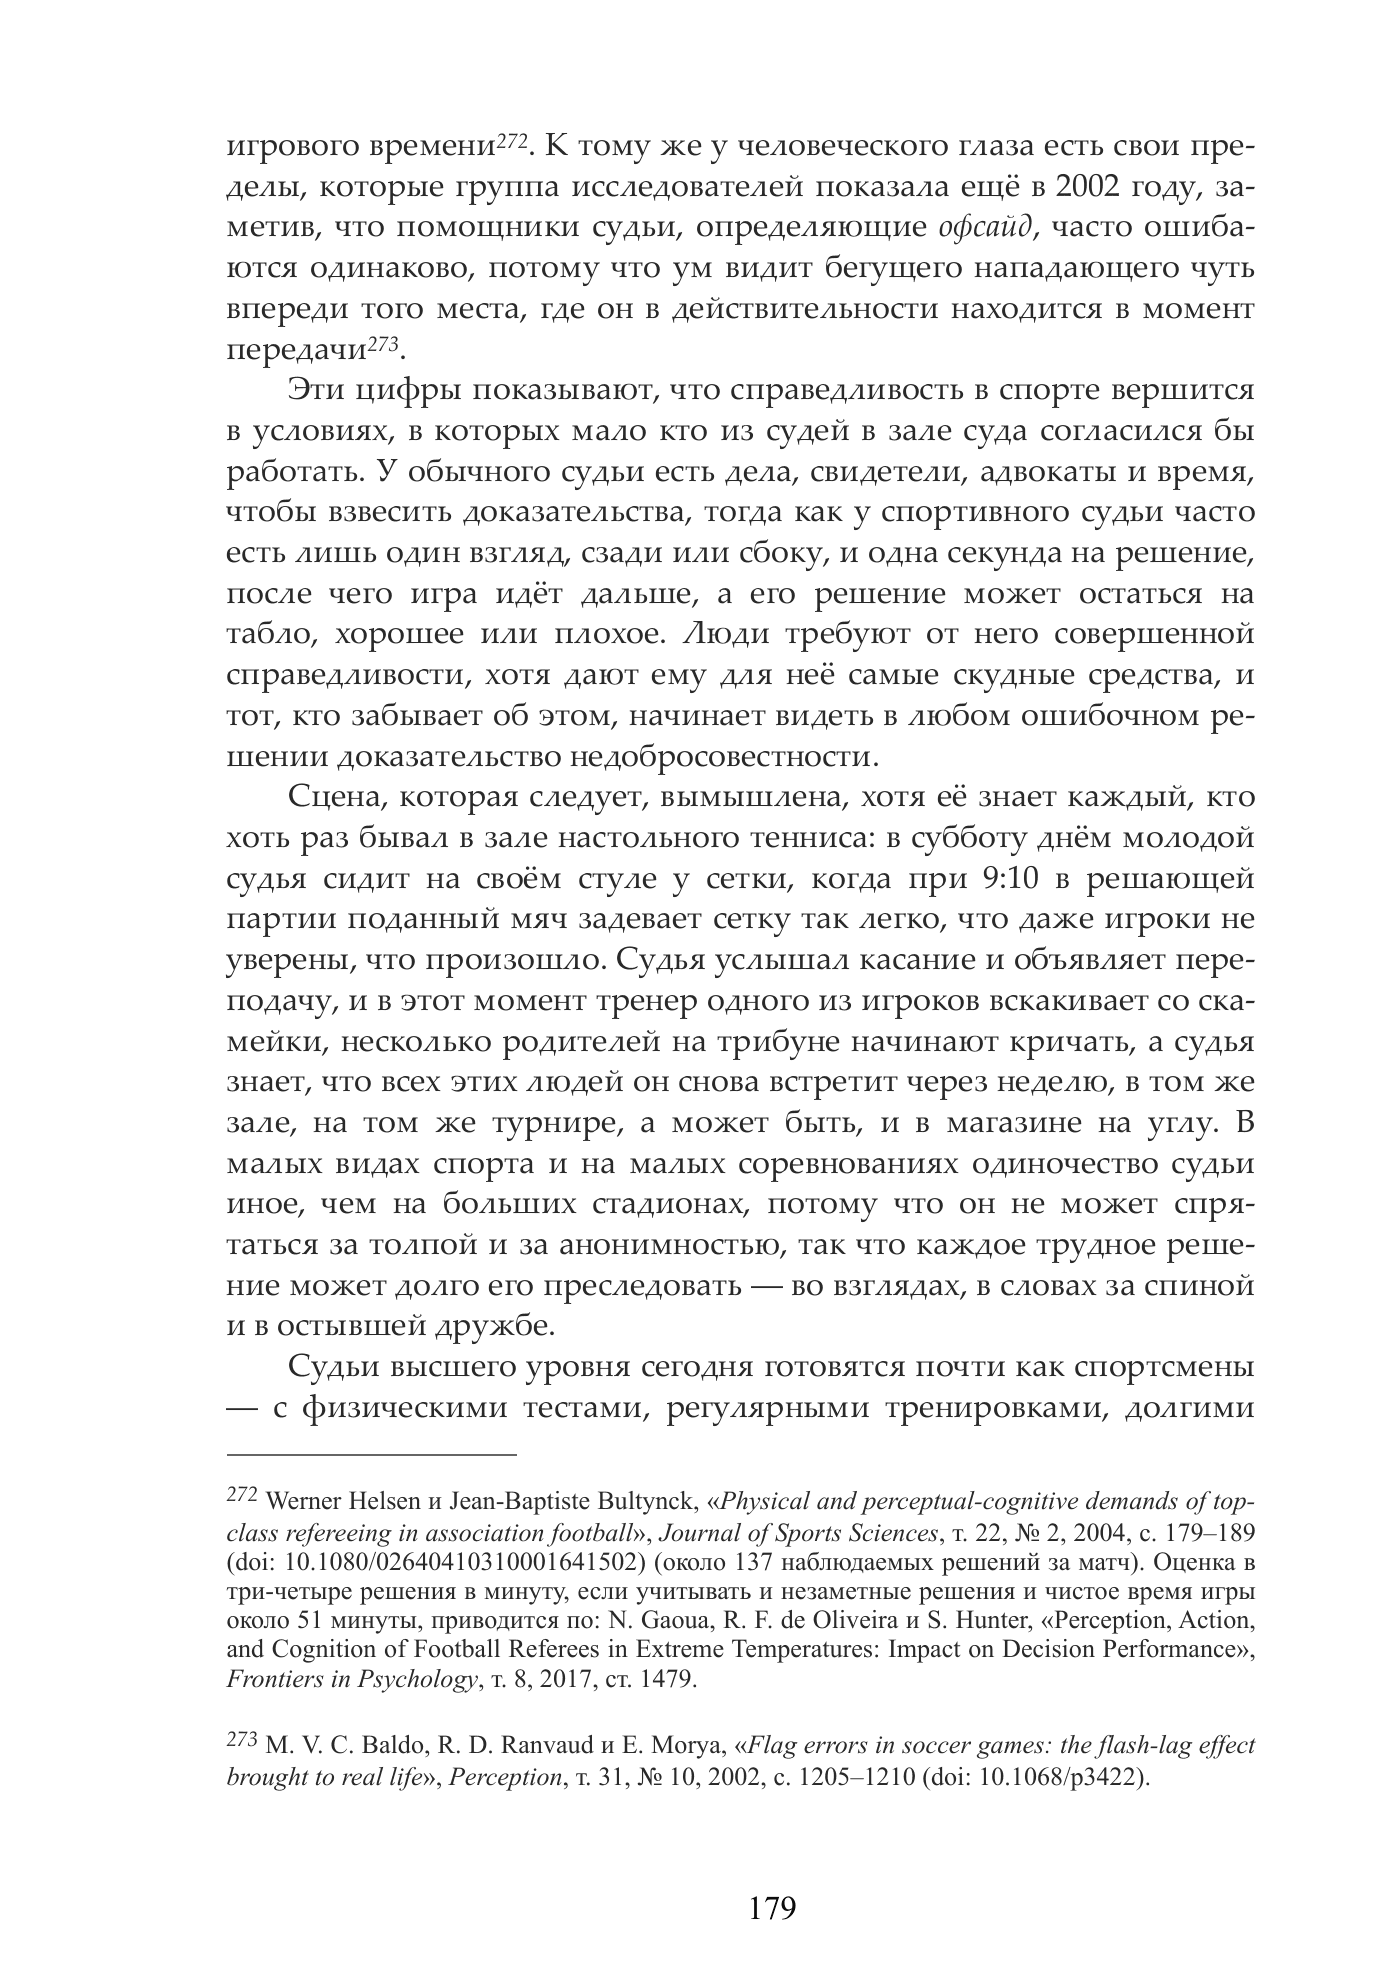 игрового времени272. К тому же у человеческого глаза есть свои пре-
делы, которые группа исследователей показала ещё в 2002 году, за-
метив, что помощники судьи, определяющие офсайд, часто ошиба-
ются одинаково, потому что ум видит бегущего нападающего чуть
впереди того места, где он в действительности находится в момент
передачи273.
Эти цифры показывают, что справедливость в спорте вершится
в условиях, в которых мало кто из судей в зале суда согласился бы
работать. У обычного судьи есть дела, свидетели, адвокаты и время,
чтобы взвесить доказательства, тогда как у спортивного судьи часто
есть лишь один взгляд, сзади или сбоку, и одна секунда на решение,
после чего игра идёт дальше, а его решение может остаться на
табло, хорошее или плохое. Люди требуют от него совершенной
справедливости, хотя дают ему для неё самые скудные средства, и
тот, кто забывает об этом, начинает видеть в любом ошибочном ре-
шении доказательство недобросовестности.
Сцена, которая следует, вымышлена, хотя её знает каждый, кто
хоть раз бывал в зале настольного тенниса: в субботу днём молодой
судья сидит на своём стуле у сетки, когда при 9:10 в решающей
партии поданный мяч задевает сетку так легко, что даже игроки не
уверены, что произошло. Судья услышал касание и объявляет пере-
подачу, и в этот момент тренер одного из игроков вскакивает со ска-
мейки, несколько родителей на трибуне начинают кричать, а судья
знает, что всех этих людей он снова встретит через неделю, в том же
зале, на том же турнире, а может быть, и в магазине на углу. В
малых видах спорта и на малых соревнованиях одиночество судьи
иное, чем на больших стадионах, потому что он не может спря-
таться за толпой и за анонимностью, так что каждое трудное реше-
ние может долго его преследовать — во взглядах, в словах за спиной
и в остывшей дружбе.
Судьи высшего уровня сегодня готовятся почти как спортсмены
— с физическими тестами, регулярными тренировками, долгими
272 Werner Helsen и Jean-Baptiste Bultynck, «Physical and perceptual-cognitive demands of top-
class refereeing in association football», Journal of Sports Sciences, т. 22, № 2, 2004, с. 179–189
(doi: 10.1080/02640410310001641502) (около 137 наблюдаемых решений за матч). Оценка в
три-четыре решения в минуту, если учитывать и незаметные решения и чистое время игры
около 51 минуты, приводится по: N. Gaoua, R. F. de Oliveira и S. Hunter, «Perception, Action,
and Cognition of Football Referees in Extreme Temperatures: Impact on Decision Performance»,
Frontiers in Psychology, т. 8, 2017, ст. 1479.
273 M. V. C. Baldo, R. D. Ranvaud и E. Morya, «Flag errors in soccer games: the flash-lag effect
brought to real life», Perception, т. 31, № 10, 2002, с. 1205–1210 (doi: 10.1068/p3422).
179